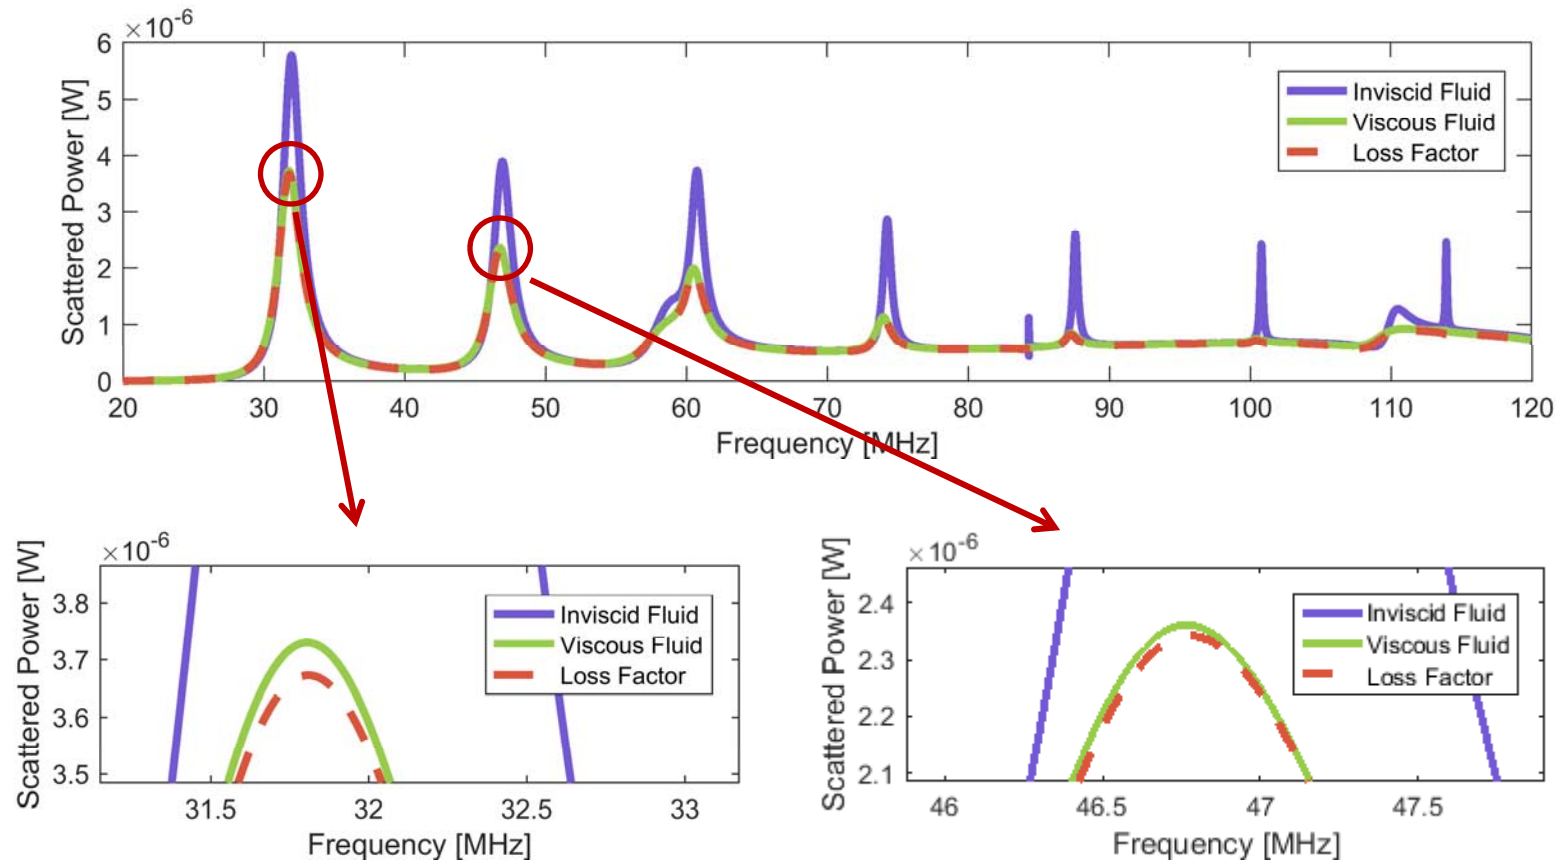 ×10⁻⁶
Scattered Power [W]
6
5
4
3
2
1
0
20 30 40 50 60 70 80 90 100 110 120
Frequency [MHz]
Inviscid Fluid
Viscous Fluid
Loss Factor
×10⁻⁶
Scattered Power [W]
3.8
3.7
3.6
3.5
31.5 32 32.5 33
Frequency [MHz]
Inviscid Fluid
Viscous Fluid
Loss Factor
×10⁻⁶
Scattered Power [W]
2.4
2.3
2.2
2.1
46 46.5 47 47.5
Frequency [MHz]
Inviscid Fluid
Viscous Fluid
Loss Factor